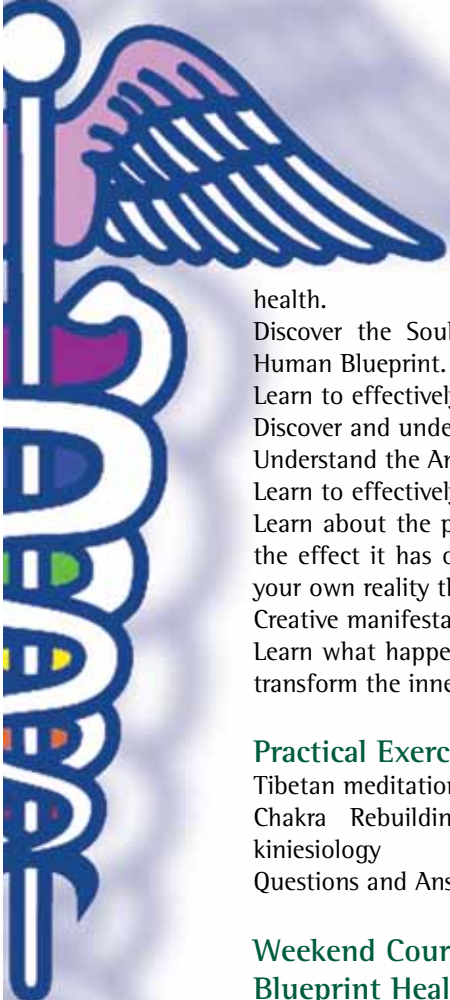 health.
Discover the Soul
Human Blueprint.
Learn to effectively
Discover and unde
Understand the Ar
Learn to effectively
Learn about the p
the effect it has o
your own reality th
Creative manifesta
Learn what happe
transform the inne
Practical Exerc
Tibetan meditation
Chakra Rebuildin
kiniesiology
Questions and Ans
Weekend Cour
Blueprint Heal